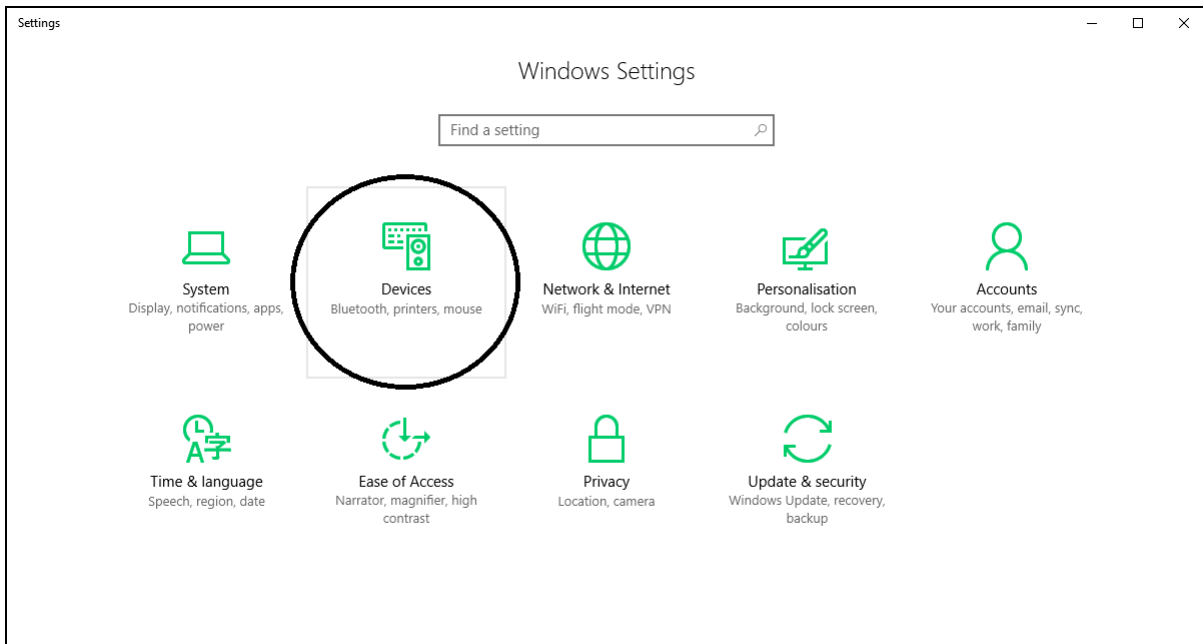 Settings
Windows Settings
Find a setting
System
Display, notifications, apps,
power
Devices
Bluetooth, printers, mouse
Network & Internet
WiFi, flight mode, VPN
Personalisation
Background, lock screen,
colours
Accounts
Your accounts, email, sync,
work, family
Time & language
Speech, region, date
Ease of Access
Narrator, magnifier, high
contrast
Privacy
Location, camera
Update & security
Windows Update, recovery,
backup